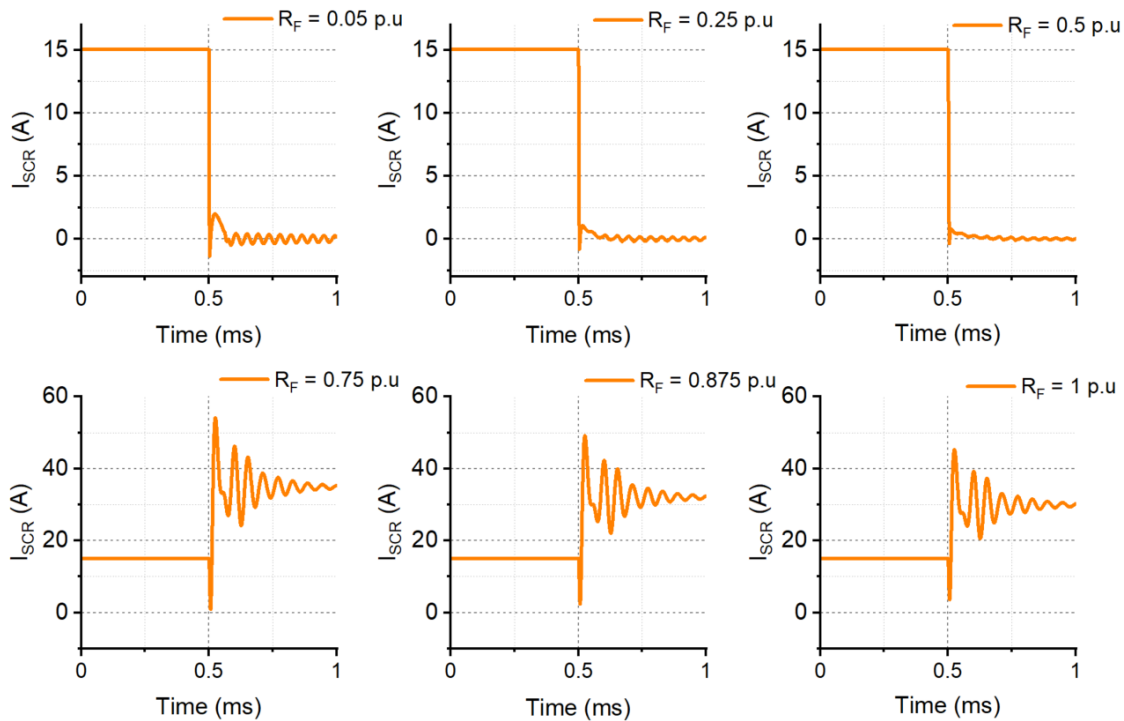 R_F = 0.05 p.u
I_SCR (A)
15
10
5
0
0
0.5
1
Time (ms)
R_F = 0.25 p.u
I_SCR (A)
15
10
5
0
0
0.5
1
Time (ms)
R_F = 0.5 p.u
I_SCR (A)
15
10
5
0
0
0.5
1
Time (ms)
R_F = 0.75 p.u
I_SCR (A)
60
40
20
0
0
0.5
1
Time (ms)
R_F = 0.875 p.u
I_SCR (A)
60
40
20
0
0
0.5
1
Time (ms)
R_F = 1 p.u
I_SCR (A)
60
40
20
0
0
0.5
1
Time (ms)